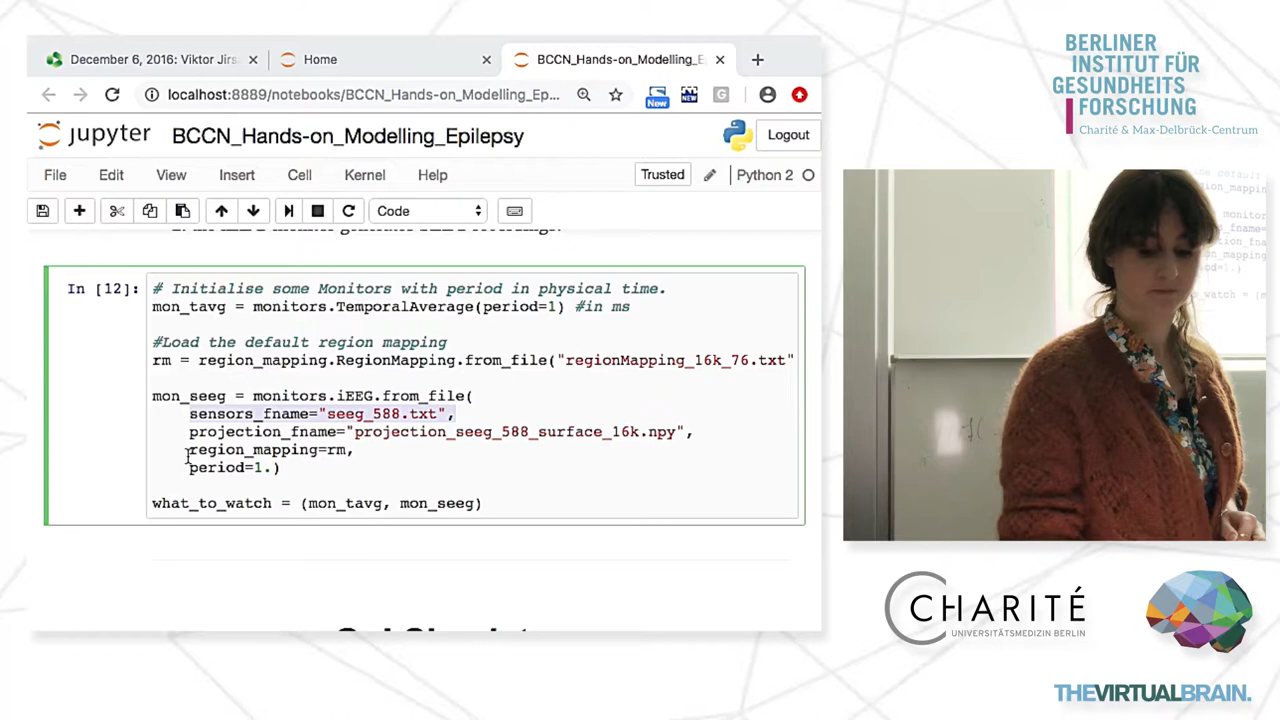 December 6, 2016: Viktor Jirs
Home
BCCN_Hands-on_Modelling_E
localhost:8889/notebooks/BCCN_Hands-on_Modelling_Ep...
New
New
G
jupyter
BCCN_Hands-on_Modelling_Epilepsy
Logout
File Edit View Insert Cell Kernel Help
Trusted
Python 2
Code
In [12]:
# Initialise some Monitors with period in physical time.
mon_tavg = monitors.TemporalAverage(period=1) #in ms
#Load the default region mapping
rm = region_mapping.RegionMapping.from_file("regionMapping_16k_76.txt"
mon_seeg = monitors.iEEG.from_file(
sensors_fname="seeg_588.txt",
projection_fname="projection_seeg_588_surface_16k.npy",
region_mapping=rm,
period=1.)
what_to_watch = (mon_tavg, mon_seeg)
BERLINER
INSTITUT FÜR
GESUNDHEITS
FORSCHUNG
Charité & Max-Delbrück-Centrum
CHARITÉ
UNIVERSITÄTSMEDIZIN BERLIN
THEVIRTUALBRAIN.